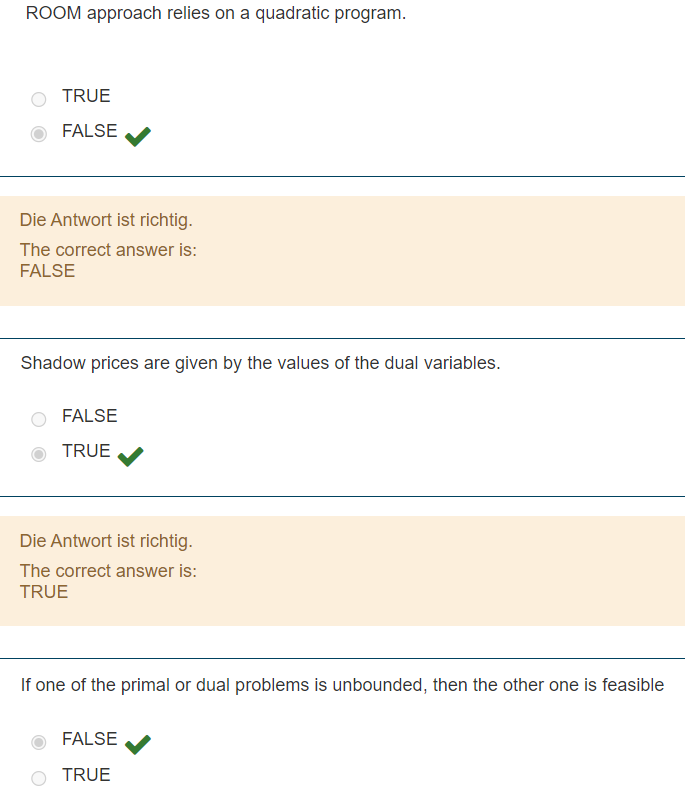 ROOM approach relies on a quadratic program.
TRUE
FALSE
Die Antwort ist richtig.
The correct answer is:
FALSE
Shadow prices are given by the values of the dual variables.
FALSE
TRUE
Die Antwort ist richtig.
The correct answer is:
TRUE
If one of the primal or dual problems is unbounded, then the other one is feasible
FALSE
TRUE